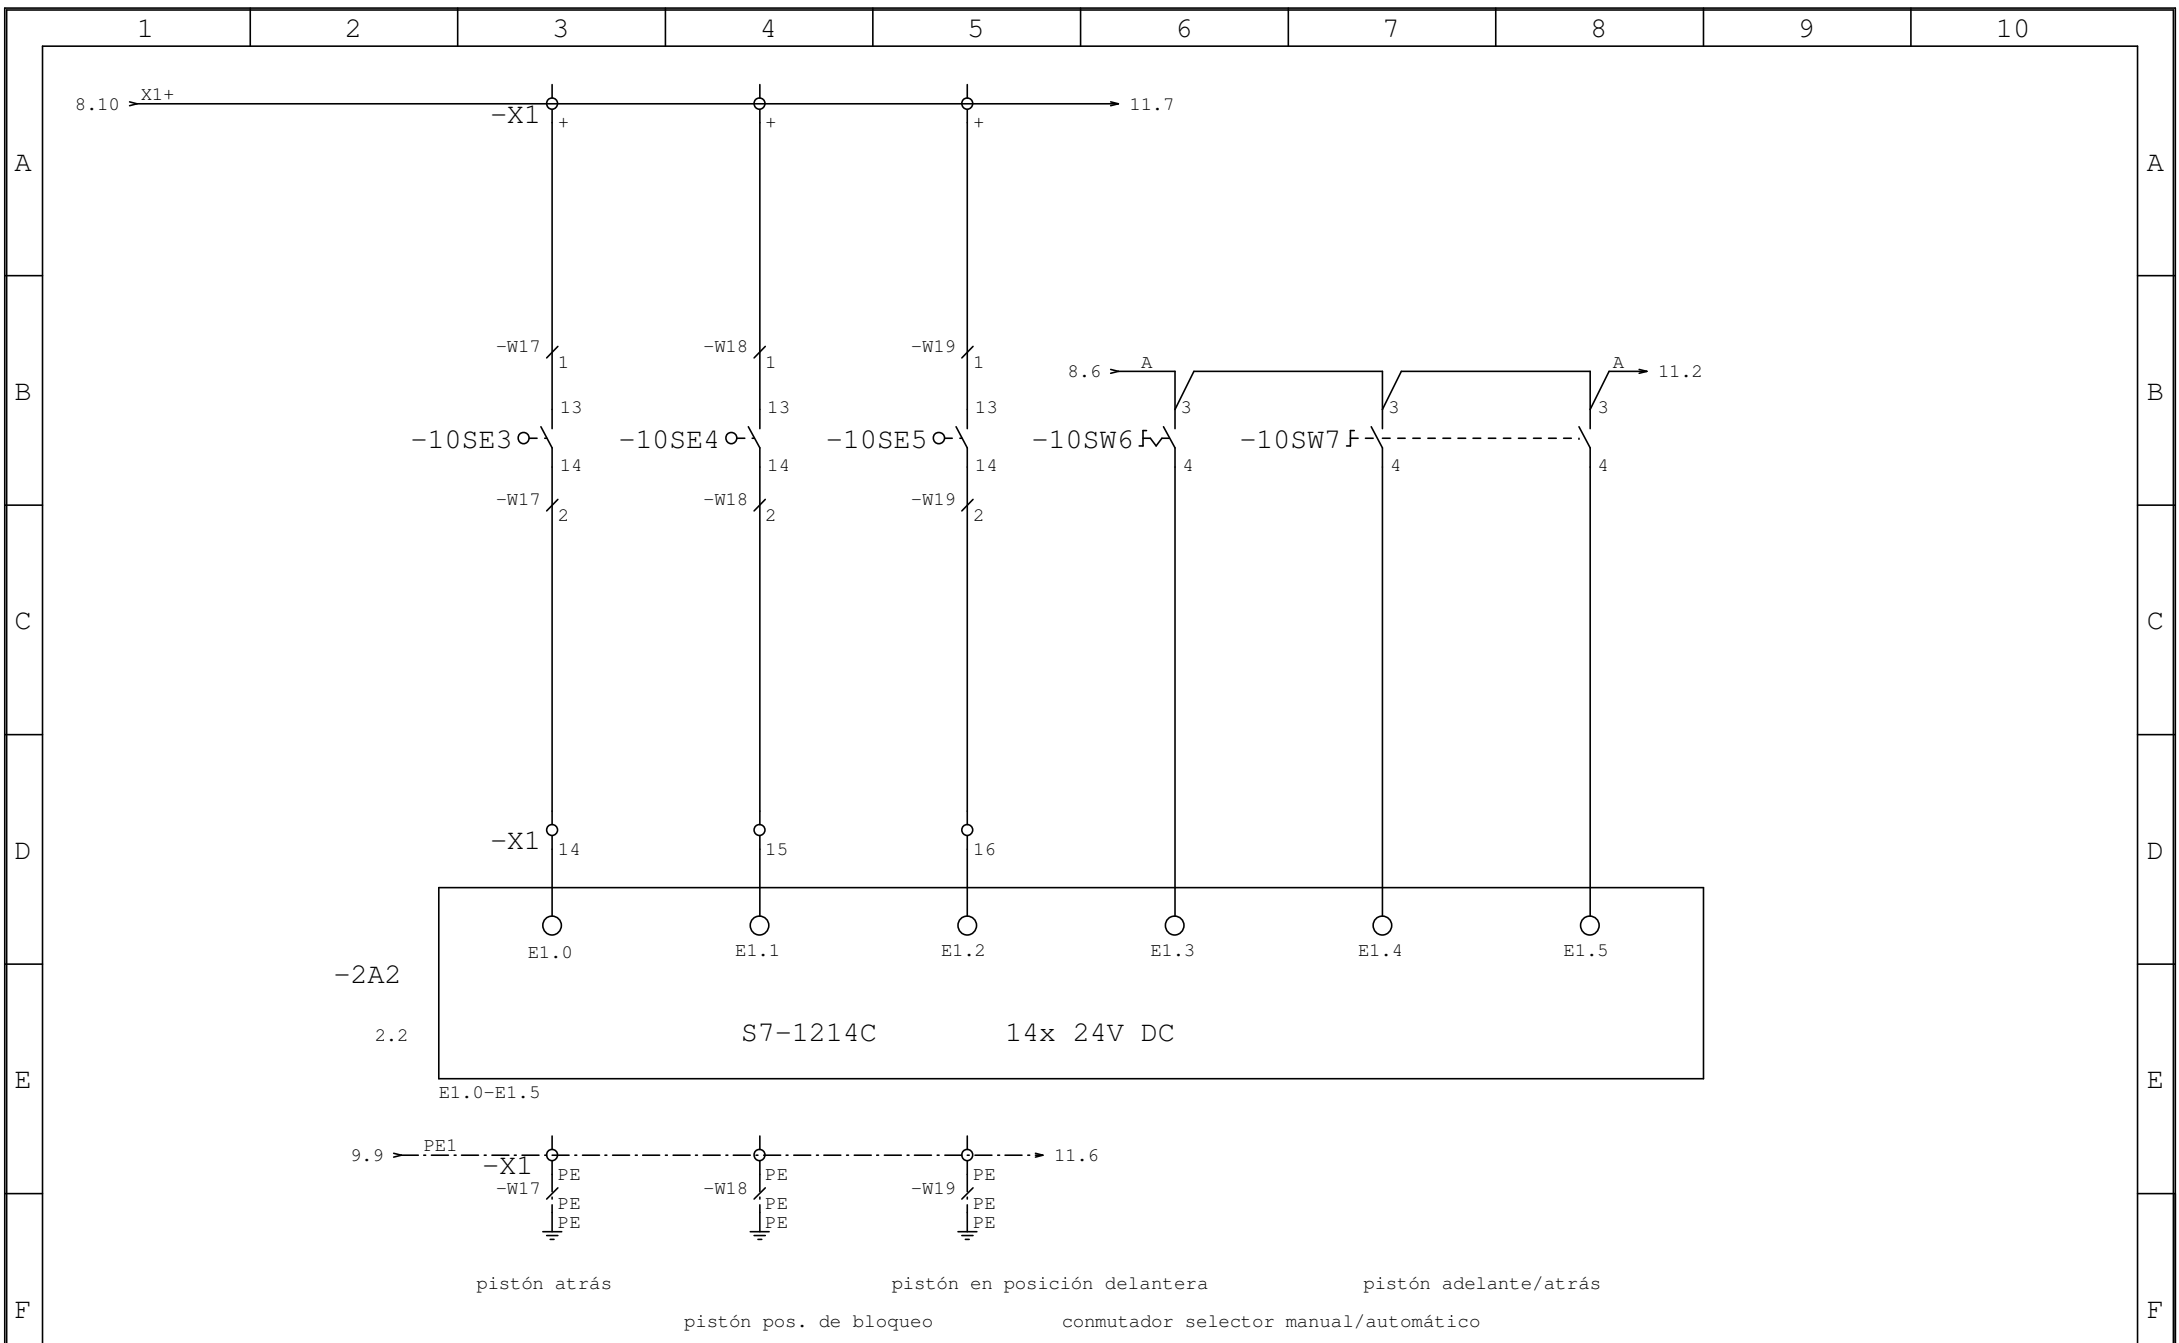 1 2 3 4 5 6 7 8 9 10
8.10 X1+ 11.7
-X1 + + +
A A
-W17 1 -W18 1 -W19 1
8.6 A A 11.2
B B
13 13 13 3 3 3
-10SE3 -10SE4 -10SE5 -10SW6 -10SW7
14 14 14 4 4 4
-W17 2 -W18 2 -W19 2
C C
-X1 14 15 16
D D
E1.0 E1.1 E1.2 E1.3 E1.4 E1.5
-2A2
2.2 S7-1214C 14x 24V DC
E E
E1.0-E1.5
9.9 PE1 11.6
-X1 PE PE PE
-W17 -W18 -W19
PE PE PE
PE PE PE
pistón atrás pistón en posición delantera pistón adelante/atrás
F F
pistón pos. de bloqueo conmutador selector manual/automático